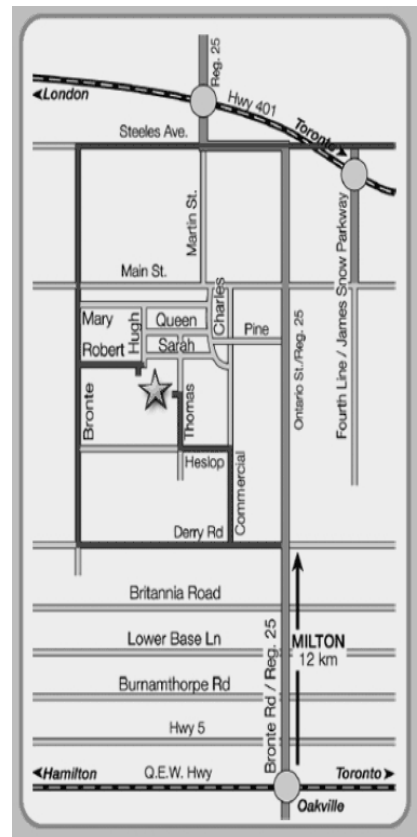 Reg. 25
London
Hwy 401
Steeles Ave.
Toronto
Martin St.
Main St.
Fourth Line / James Snow Parkway
Mary
Hugh
Queen
Charles
Pine
Ontario St./Reg. 25
Robert
Sarah
Bronte
Thomas
Heslop
Commercial
Derry Rd
Britannia Road
Lower Base Ln
MILTON
12 km
Bronte Rd / Reg. 25
Burnamthorpe Rd
Hwy 5
Hamilton
Q.E.W. Hwy
Toronto
Oakville